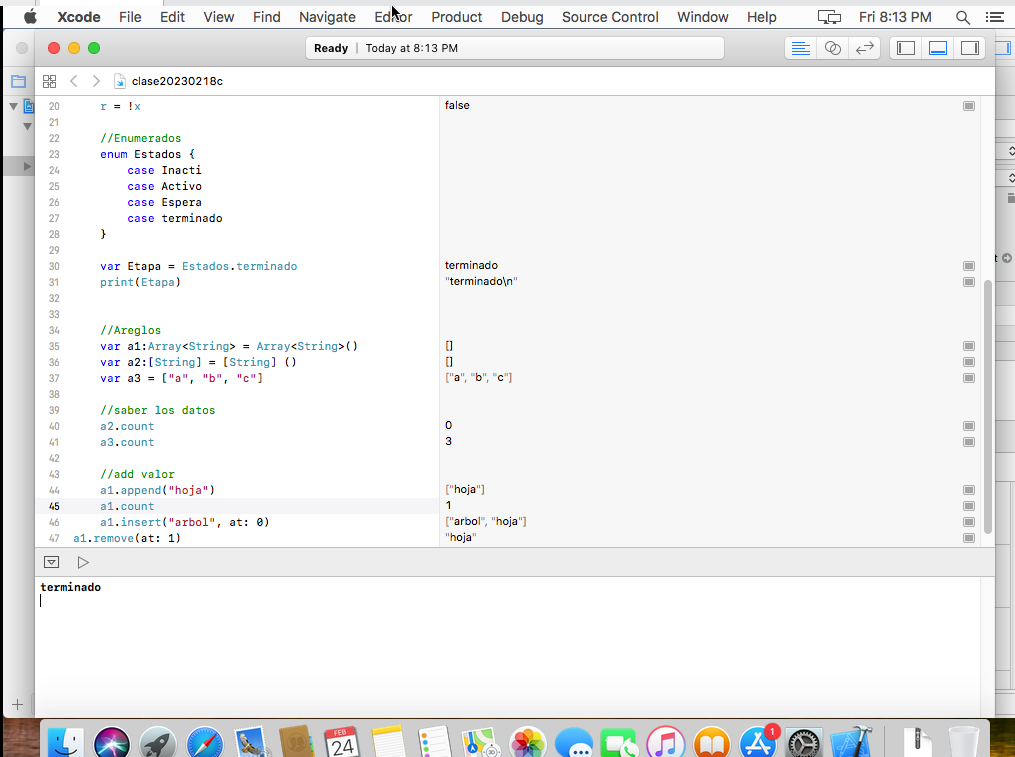 Xcode File Edit View Find Navigate Editor Product Debug Source Control Window Help Fri 8:13 PM
Ready | Today at 8:13 PM
clase20230218c
20 r = !x false
21
22 //Enumerados
23 enum Estados {
24 case Inacti
25 case Activo
26 case Espera
27 case terminado
28 }
29
30 var Etapa = Estados.terminado terminado
31 print(Etapa) "terminado\n"
32
33
34 //Areglos
35 var a1:Array<String> = Array<String>() []
36 var a2:[String] = [String] () []
37 var a3 = ["a", "b", "c"] ["a", "b", "c"]
38
39 //saber los datos
40 a2.count 0
41 a3.count 3
42
43 //add valor
44 a1.append("hoja") ["hoja"]
45 a1.count 1
46 a1.insert("arbol", at: 0) ["arbol", "hoja"]
47 a1.remove(at: 1) "hoja"
terminado
FEB
24
3D
1